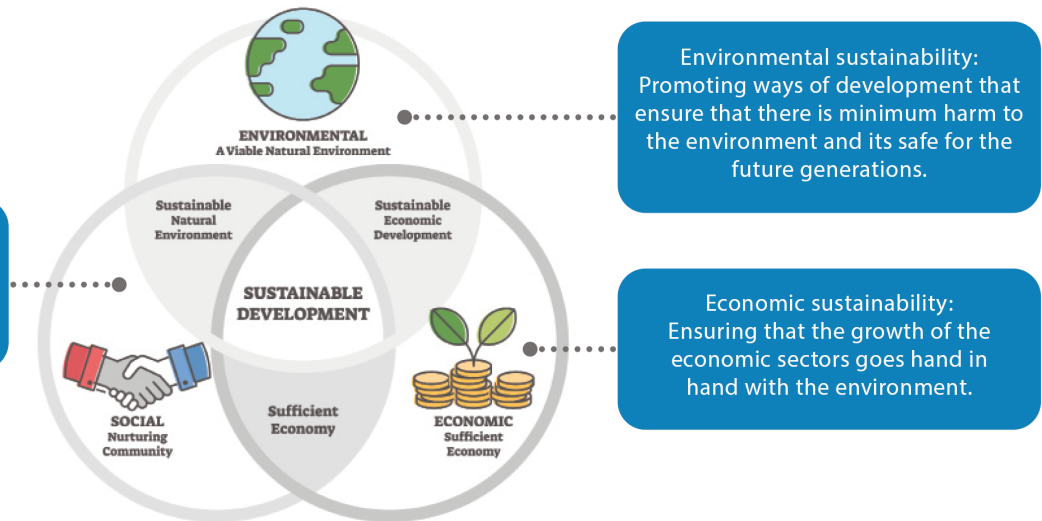 ENVIRONMENTAL
A Viable Natural Environment
Sustainable
Natural
Environment
Sustainable
Economic
Development
SUSTAINABLE
DEVELOPMENT
SOCIAL
Nurturing
Community
Sufficient
Economy
ECONOMIC
Sufficient
Economy
Environmental sustainability:
Promoting ways of development that
ensure that there is minimum harm to
the environment and its safe for the
future generations.
Economic sustainability:
Ensuring that the growth of the
economic sectors goes hand in
hand with the environment.